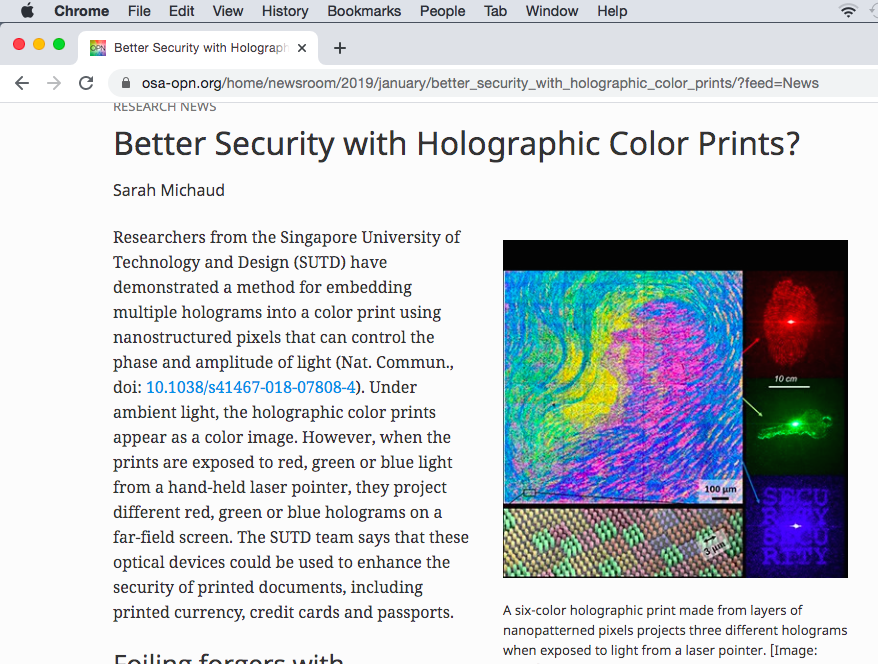 Chrome File Edit View History Bookmarks People Tab Window Help
OPN Better Security with Holograph
osa-opn.org/home/newsroom/2019/january/better_security_with_holographic_color_prints/?feed=News
RESEARCH NEWS
Better Security with Holographic Color Prints?
Sarah Michaud
Researchers from the Singapore University of
Technology and Design (SUTD) have
demonstrated a method for embedding
multiple holograms into a color print using
nanostructured pixels that can control the
phase and amplitude of light (Nat. Commun.,
doi: 10.1038/s41467-018-07808-4). Under
ambient light, the holographic color prints
appear as a color image. However, when the
prints are exposed to red, green or blue light
from a hand-held laser pointer, they project
different red, green or blue holograms on a
far-field screen. The SUTD team says that these
optical devices could be used to enhance the
security of printed documents, including
printed currency, credit cards and passports.
Foiling forgers with
10 cm
100 µm
3 µm
SECU
RITY
SECU
RITY
A six-color holographic print made from layers of
nanopatterned pixels projects three different holograms
when exposed to light from a laser pointer. [Image: